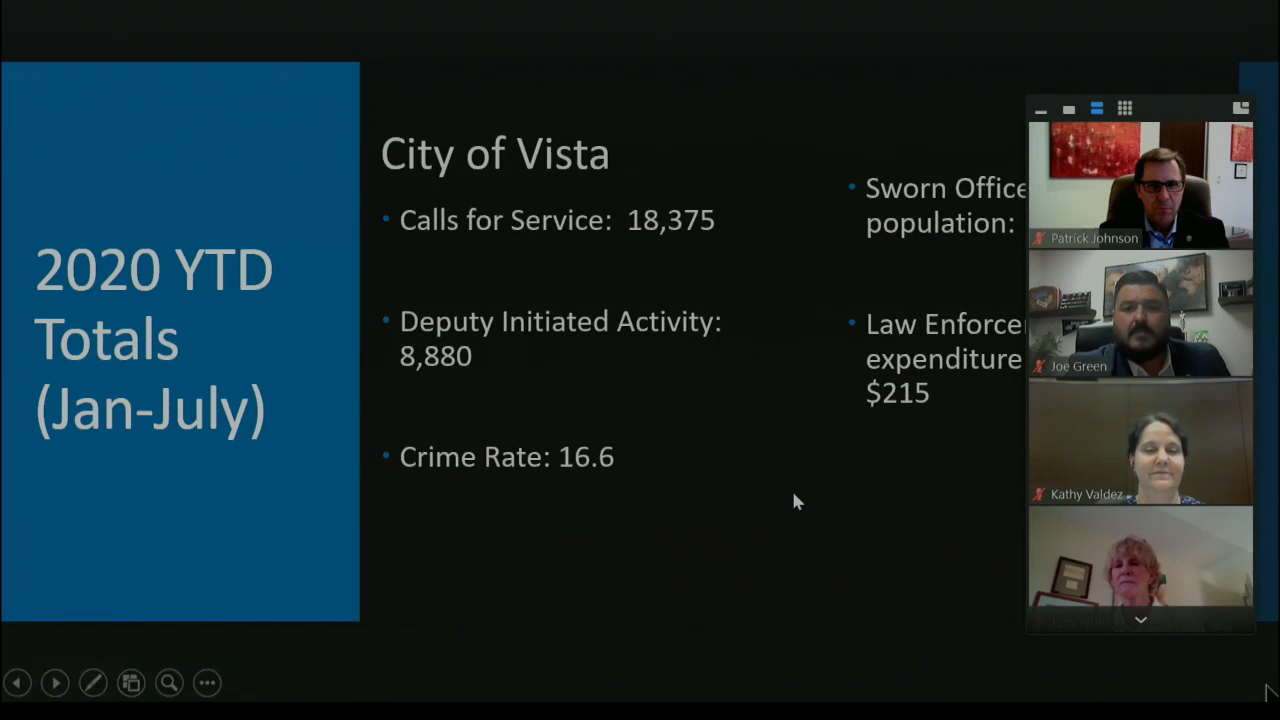 2020 YTD
Totals
(Jan-July)
City of Vista
• Calls for Service: 18,375
• Deputy Initiated Activity:
8,880
• Crime Rate: 16.6
• Sworn Office
population:
• Law Enforce
expenditure
$215
Patrick Johnson
Joe Green
Kathy Valdez